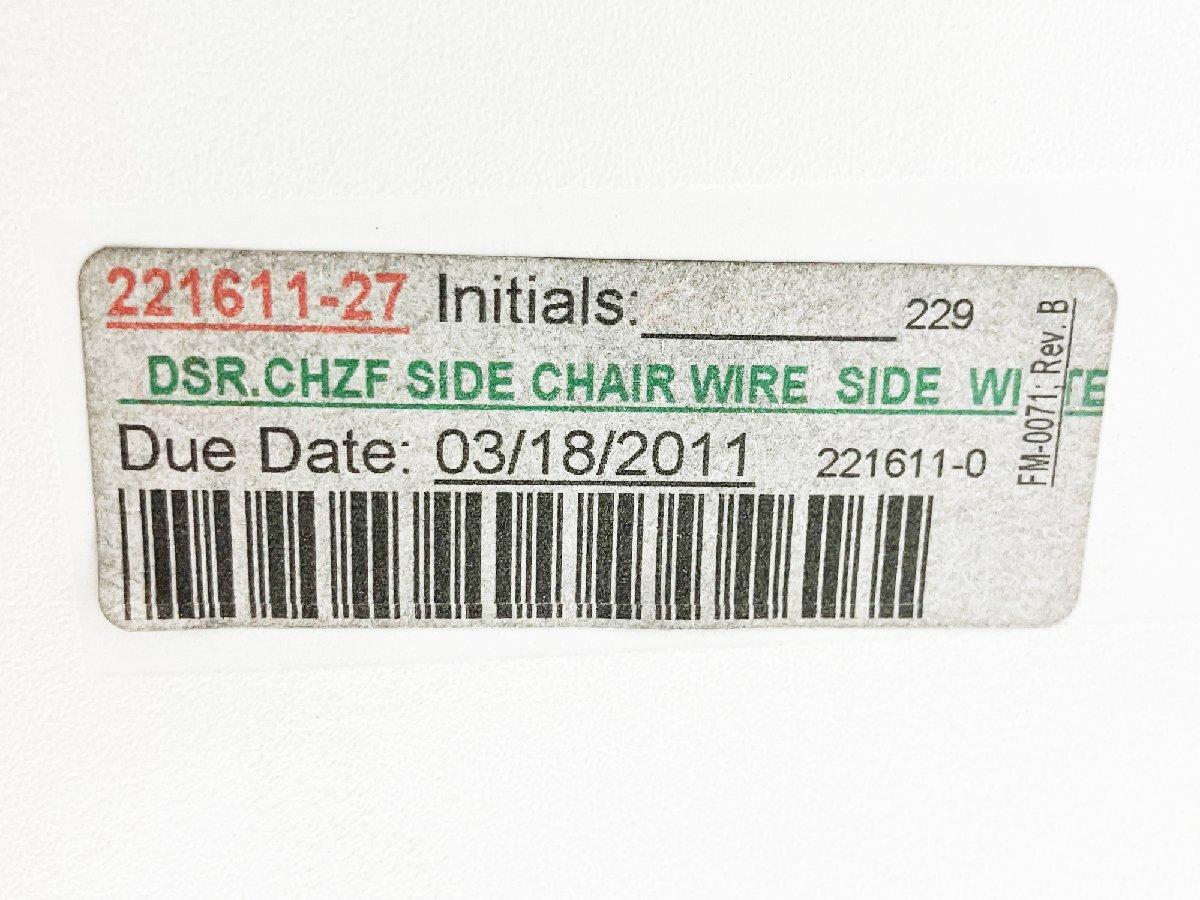 221611-27 Initials: 229
DSR.CHZF SIDE CHAIR WIRE SIDE
Due Date: 03/18/2011 221611-0
FM-0071; Rev. B